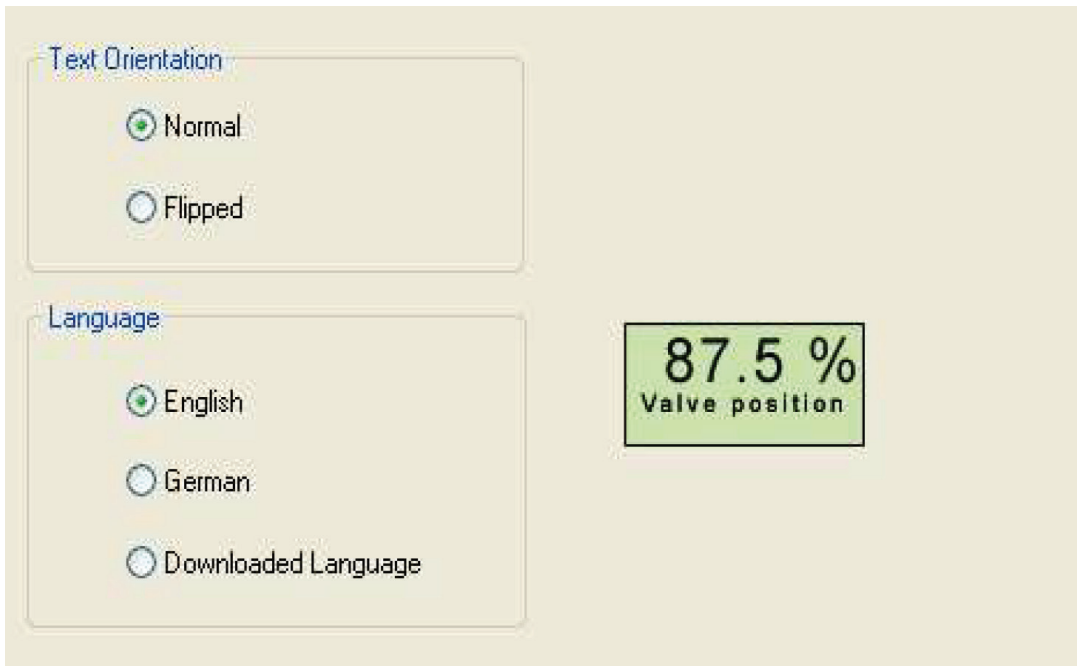 Text Orientation
Normal
Flipped
Language
English
German
Downloaded Language
87.5 %
Valve position